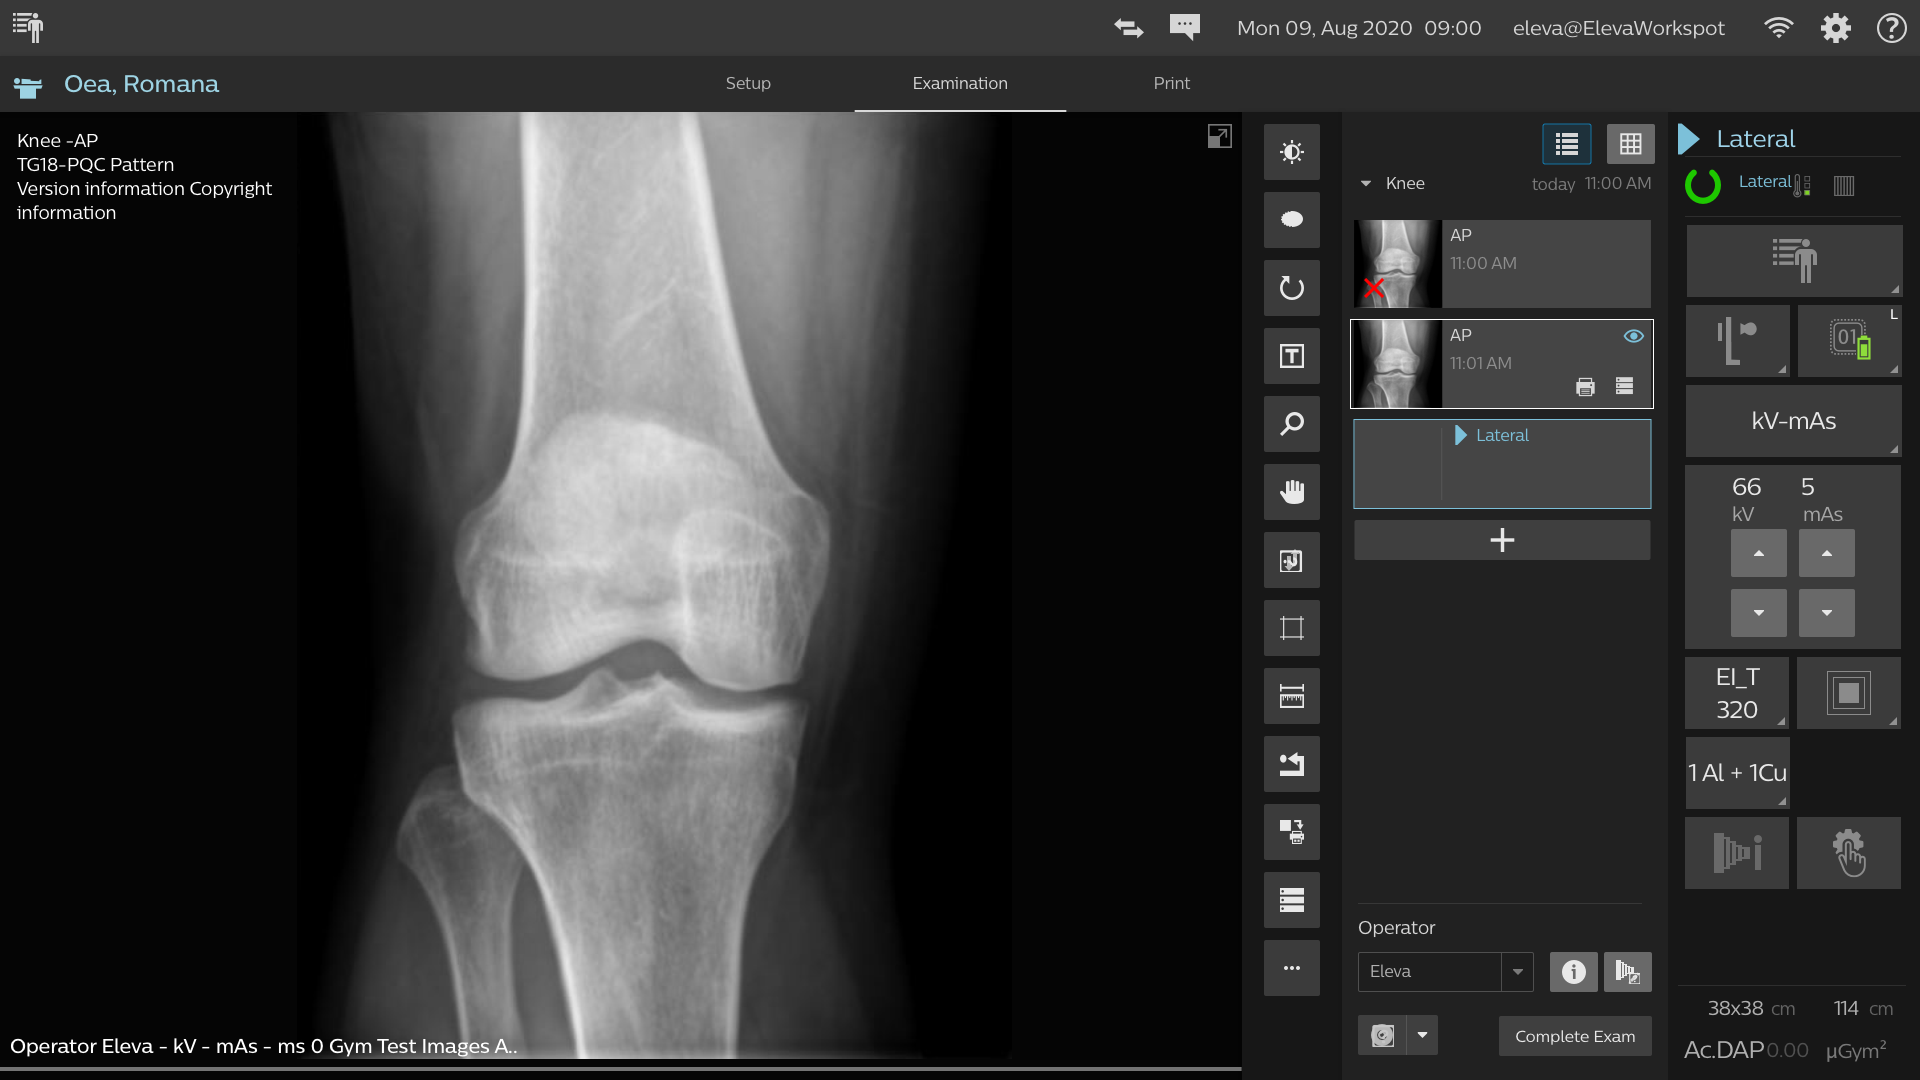 Mon 09, Aug 2020 09:00 eleva@ElevaWorkspot
Oea, Romana
Setup
Examination
Print
Knee -AP
TG18-PQC Pattern
Version information Copyright
information
Operator Eleva - kV - mAs - ms 0 Gym Test Images A..
Knee today 11:00 AM
AP
11:00 AM
AP
11:01 AM
Lateral
Operator
Eleva
Complete Exam
Lateral
Lateral
01 L
kV-mAs
66 5
kV mAs
EI_T
320
1 Al + 1Cu
38x38 cm 114 cm
Ac.DAP 0.00 µGym²